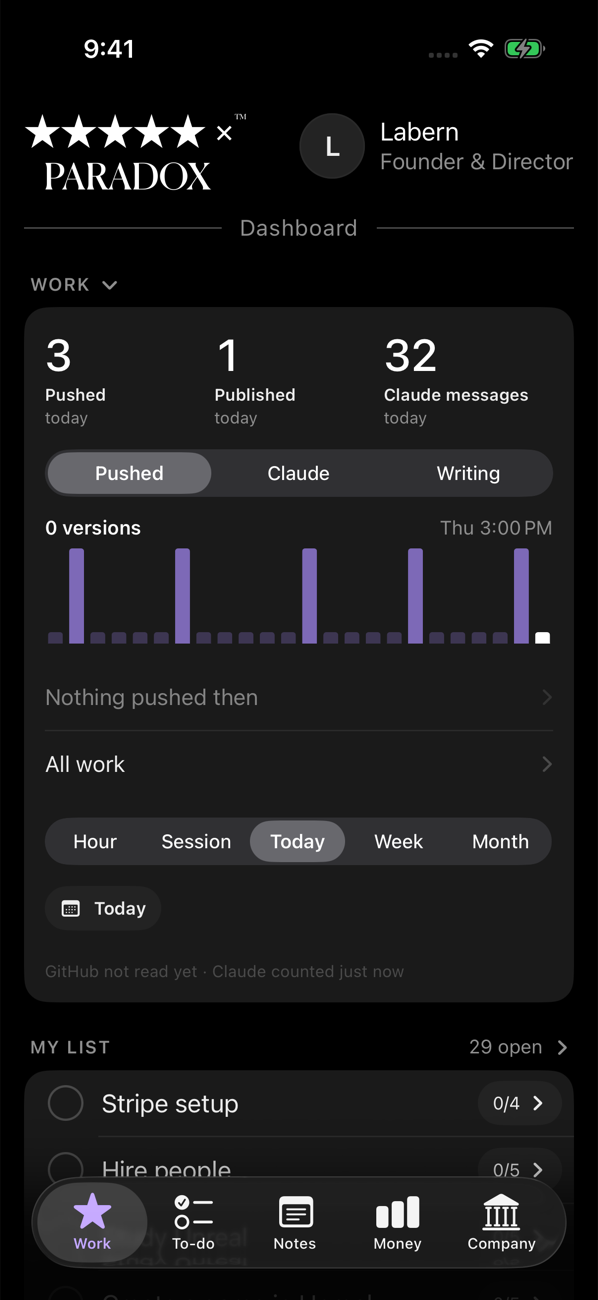 9:41
★★★★★ × ™
PARADOX
L
Labern
Founder & Director
Dashboard
WORK
3
Pushed
today
1
Published
today
32
Claude messages
today
Pushed
Claude
Writing
0 versions
Thu 3:00 PM
Nothing pushed then
All work
Hour
Session
Today
Week
Month
Today
GitHub not read yet · Claude counted just now
MY LIST
29 open
Stripe setup
0/4
Hire people
0/5
Work
To-do
Notes
Money
Company